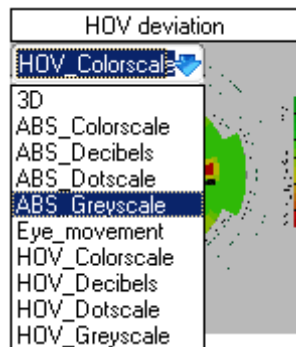 HOV deviation
HOV_Colorscale
3D
ABS_Colorscale
ABS_Decibels
ABS_Dotscale
ABS_Greyscale
Eye_movement
HOV_Colorscale
HOV_Decibels
HOV_Dotscale
HOV_Greyscale